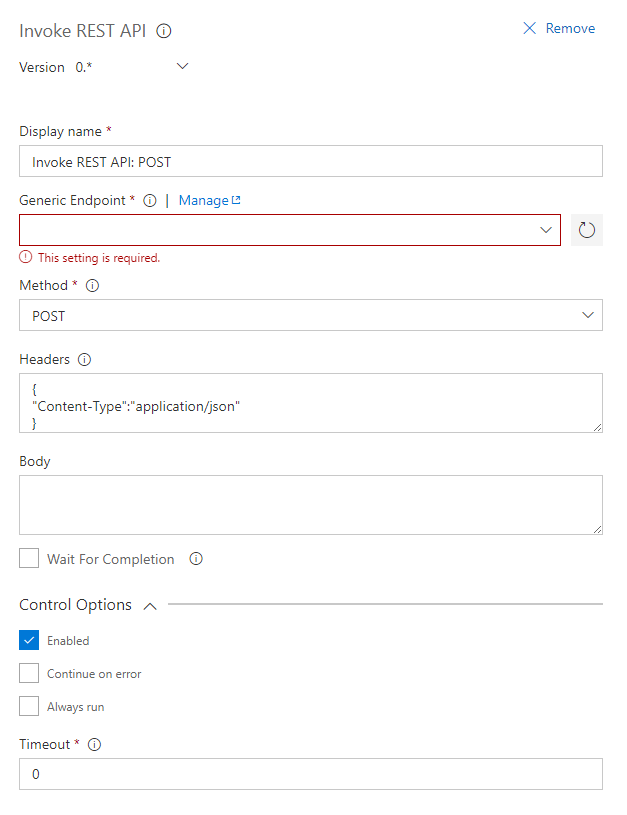 Invoke REST API
Remove
Version 0.*
Display name *
Invoke REST API: POST
Generic Endpoint * | Manage
This setting is required.
Method *
POST
Headers
{
"Content-Type":"application/json"
}
Body
Wait For Completion
Control Options
Enabled
Continue on error
Always run
Timeout *
0